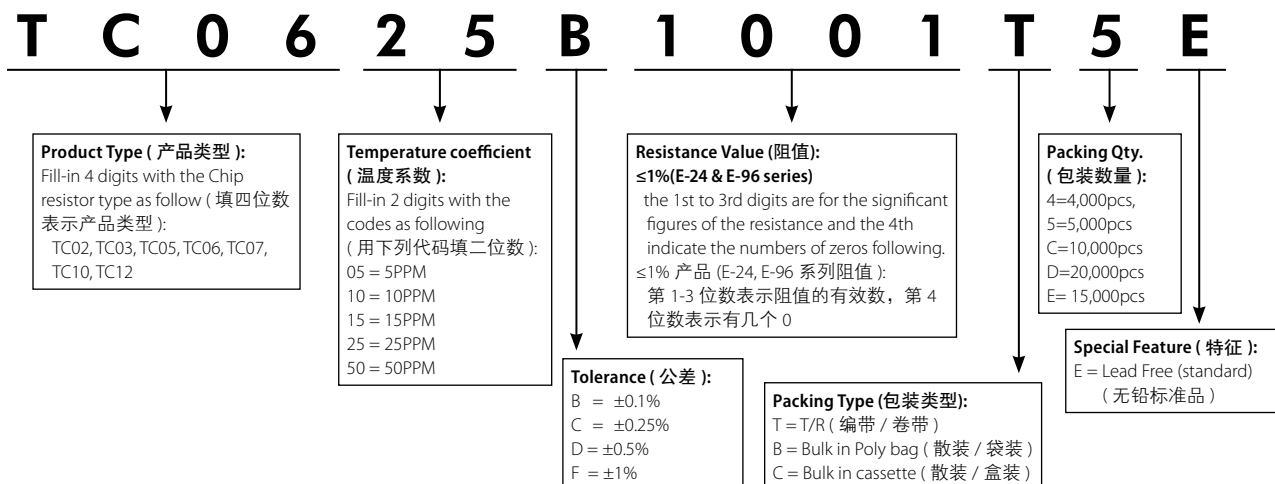 T C 0 6 2 5 B 1 0 0 1 T 5 E
Product Type ( 产品类型 ):
Fill-in 4 digits with the Chip
resistor type as follow ( 填四位数
表示产品类型 ):
TC02, TC03, TC05, TC06, TC07,
TC10, TC12
Temperature coefficient
( 温度系数 ):
Fill-in 2 digits with the
codes as following
( 用下列代码填二位数 ):
05 = 5PPM
10 = 10PPM
15 = 15PPM
25 = 25PPM
50 = 50PPM
Tolerance ( 公差 ):
B = ±0.1%
C = ±0.25%
D = ±0.5%
F = ±1%
Resistance Value (阻值):
≤1%(E-24 & E-96 series)
the 1st to 3rd digits are for the significant
figures of the resistance and the 4th
indicate the numbers of zeros following.
≤1% 产品 (E-24, E-96 系列阻值 ):
第 1-3 位数表示阻值的有效数，第 4
位数表示有几个 0
Packing Type (包装类型):
T = T/R ( 编带 / 卷带 )
B = Bulk in Poly bag ( 散装 / 袋装 )
C = Bulk in cassette ( 散装 / 盒装 )
Packing Qty.
( 包装数量 ):
4=4,000pcs,
5=5,000pcs
C=10,000pcs
D=20,000pcs
E= 15,000pcs
Special Feature ( 特征 ):
E = Lead Free (standard)
( 无铅标准品 )